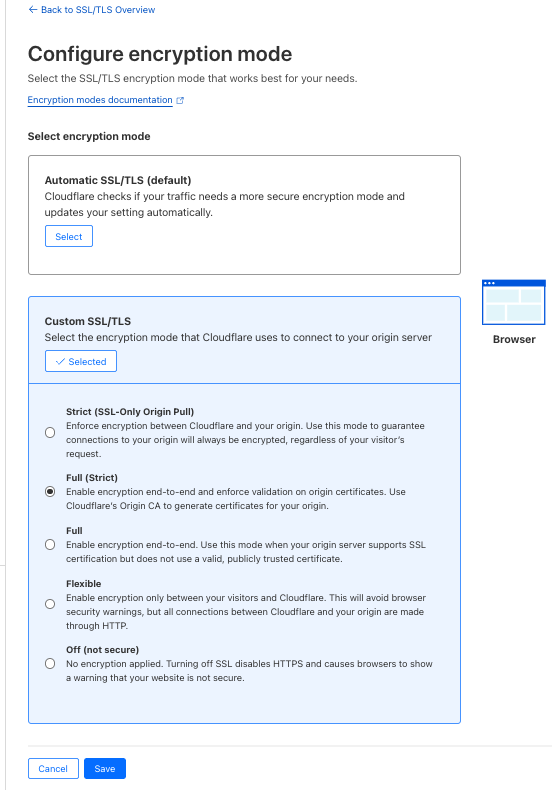 ← Back to SSL/TLS Overview
Configure encryption mode
Select the SSL/TLS encryption mode that works best for your needs.
Encryption modes documentation
Select encryption mode
Automatic SSL/TLS (default)
Cloudflare checks if your traffic needs a more secure encryption mode and
updates your setting automatically.
Select
Custom SSL/TLS
Select the encryption mode that Cloudflare uses to connect to your origin server
Selected
Browser
Strict (SSL-Only Origin Pull)
Enforce encryption between Cloudflare and your origin. Use this mode to guarantee
connections to your origin will always be encrypted, regardless of your visitor's
request.
Full (Strict)
Enable encryption end-to-end and enforce validation on origin certificates. Use
Cloudflare's Origin CA to generate certificates for your origin.
Full
Enable encryption end-to-end. Use this mode when your origin server supports SSL
certification but does not use a valid, publicly trusted certificate.
Flexible
Enable encryption only between your visitors and Cloudflare. This will avoid browser
security warnings, but all connections between Cloudflare and your origin are made
through HTTP.
Off (not secure)
No encryption applied. Turning off SSL disables HTTPS and causes browsers to show
a warning that your website is not secure.
Cancel
Save